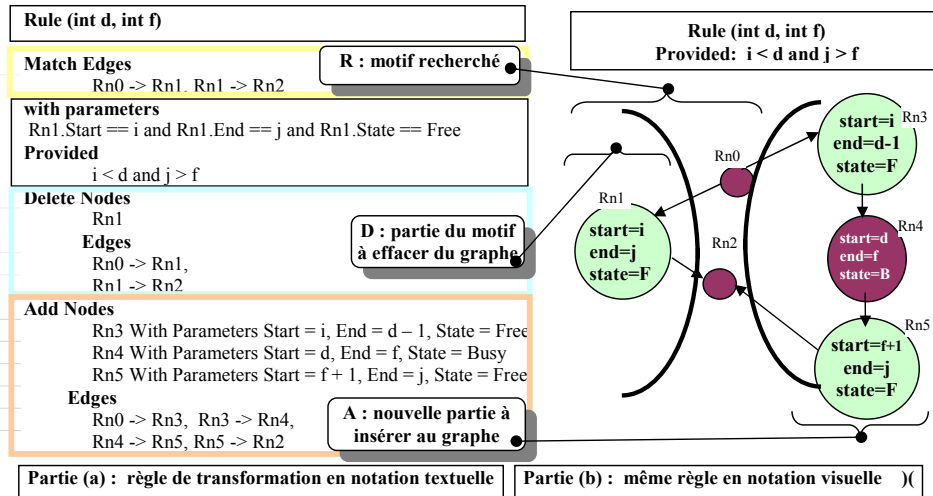 Rule (int d, int f)
Match Edges
Rn0 -> Rn1, Rn1 -> Rn2
R : motif recherché
with parameters
Rn1.Start == i and Rn1.End == j and Rn1.State == Free
Provided
i < d and j > f
Delete Nodes
Rn1
Edges
Rn0 -> Rn1,
Rn1 -> Rn2
D : partie du motif
à effacer du graphe
Add Nodes
Rn3 With Parameters Start = i, End = d – 1, State = Free
Rn4 With Parameters Start = d, End = f, State = Busy
Rn5 With Parameters Start = f + 1, End = j, State = Free
Edges
Rn0 -> Rn3, Rn3 -> Rn4,
Rn4 -> Rn5, Rn5 -> Rn2
A : nouvelle partie à
insérer au graphe
Partie (a) : règle de transformation en notation textuelle
Rule (int d, int f)
Provided: i < d and j > f
Rn3
start=i
end=d-1
state=F
Rn0
Rn1
start=i
end=j
state=F
Rn2
Rn4
start=d
end=f
state=B
Rn5
start=f+1
end=j
state=F
Partie (b) : même règle en notation visuelle )(